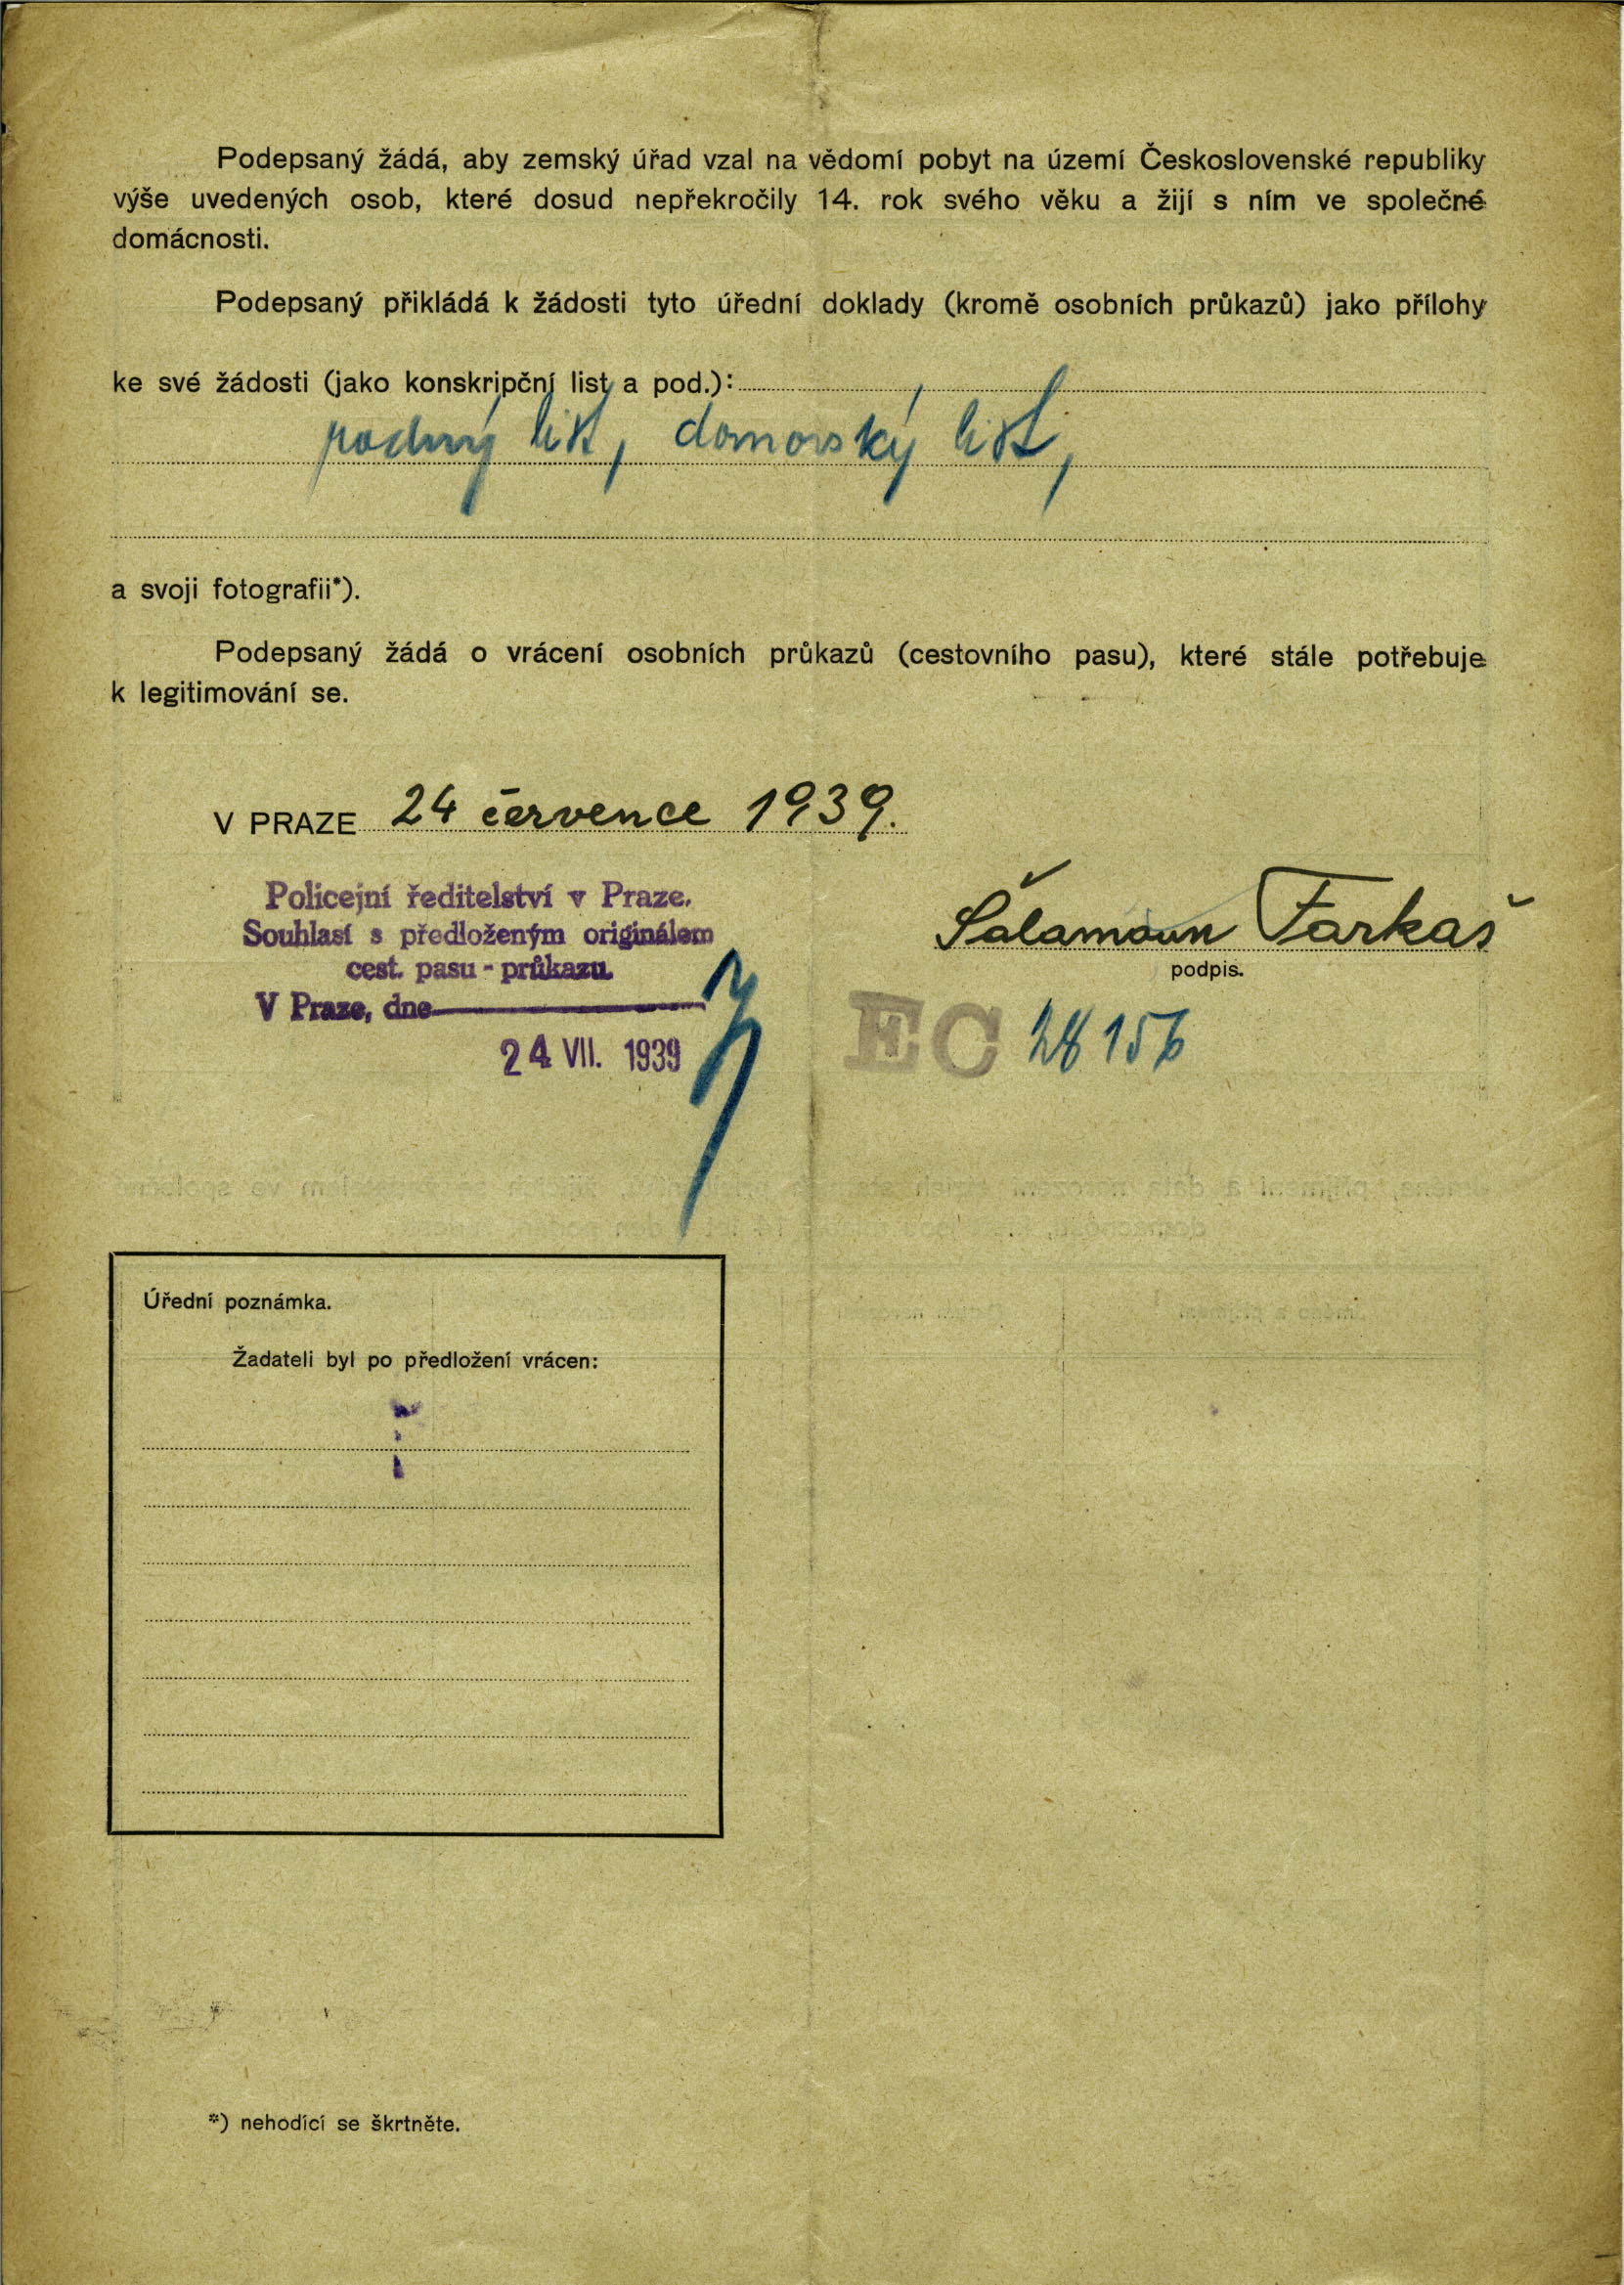 Podepsaný žádá, aby zemský úřad vzal na vědomí pobyt na území Československé republiky
výše uvedených osob, které dosud nepřekročily 14. rok svého věku a žijí s ním ve společné
domácnosti.
Podepsaný přikládá k žádosti tyto úřední doklady (kromě osobních průkazů) jako přílohy
ke své žádosti (jako konskripční list a pod.):
rodný list, domovský list,
a svoji fotografii*).
Podepsaný žádá o vrácení osobních průkazů (cestovního pasu), které stále potřebuje
k legitimování se.
V PRAZE 24 července 1939.
Policejní ředitelství v Praze.
Souhlasí s předloženým originálem
cest. pasu - průkazu.
V Praze, dne
24 VII. 1939
Šalamoun Farkaš
podpis.
EC 28156
Úřední poznámka.
Žadateli byl po předložení vrácen:
*) nehodící se škrtněte.